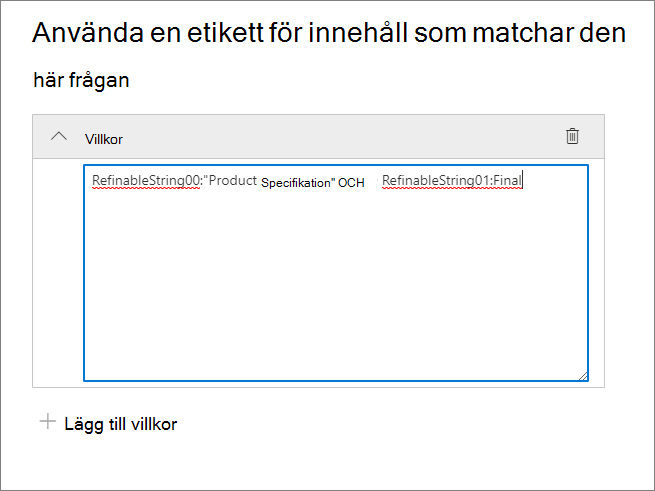 Använda en etikett för innehåll som matchar den
här frågan
Villkor
RefinableString00:"Product Specifikation" OCH RefinableString01:Final
Lägg till villkor